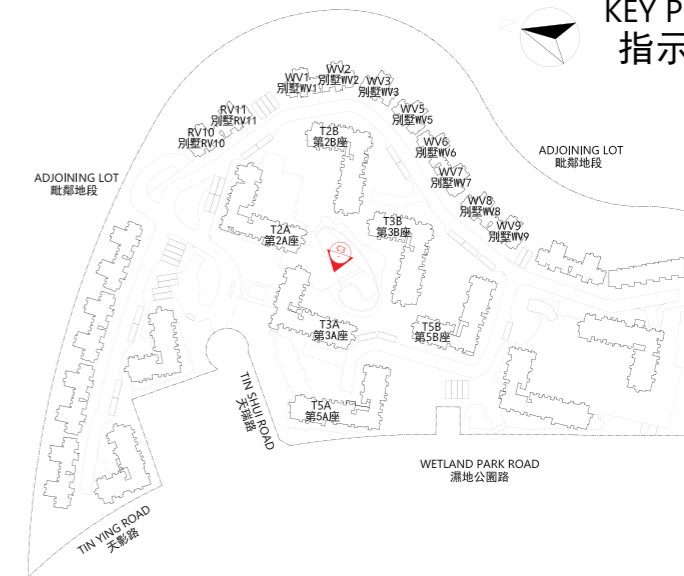 KEY P
指示
N
WV1
別墅WV1
WV2
別墅WV2
WV3
別墅WV3
RV11
別墅RV11
WV5
別墅WV5
RV10
別墅RV10
T2B
第2B座
WV6
別墅WV6
ADJOINING LOT
毗鄰地段
WV7
別墅WV7
ADJOINING LOT
毗鄰地段
WV8
別墅WV8
T2A
第2A座
T3B
第3B座
WV9
別墅WV9
C3
T3A
第3A座
T5B
第5B座
TIN SHUI ROAD
天瑞路
T5A
第5A座
WETLAND PARK ROAD
濕地公園路
TIN YING ROAD
天影路